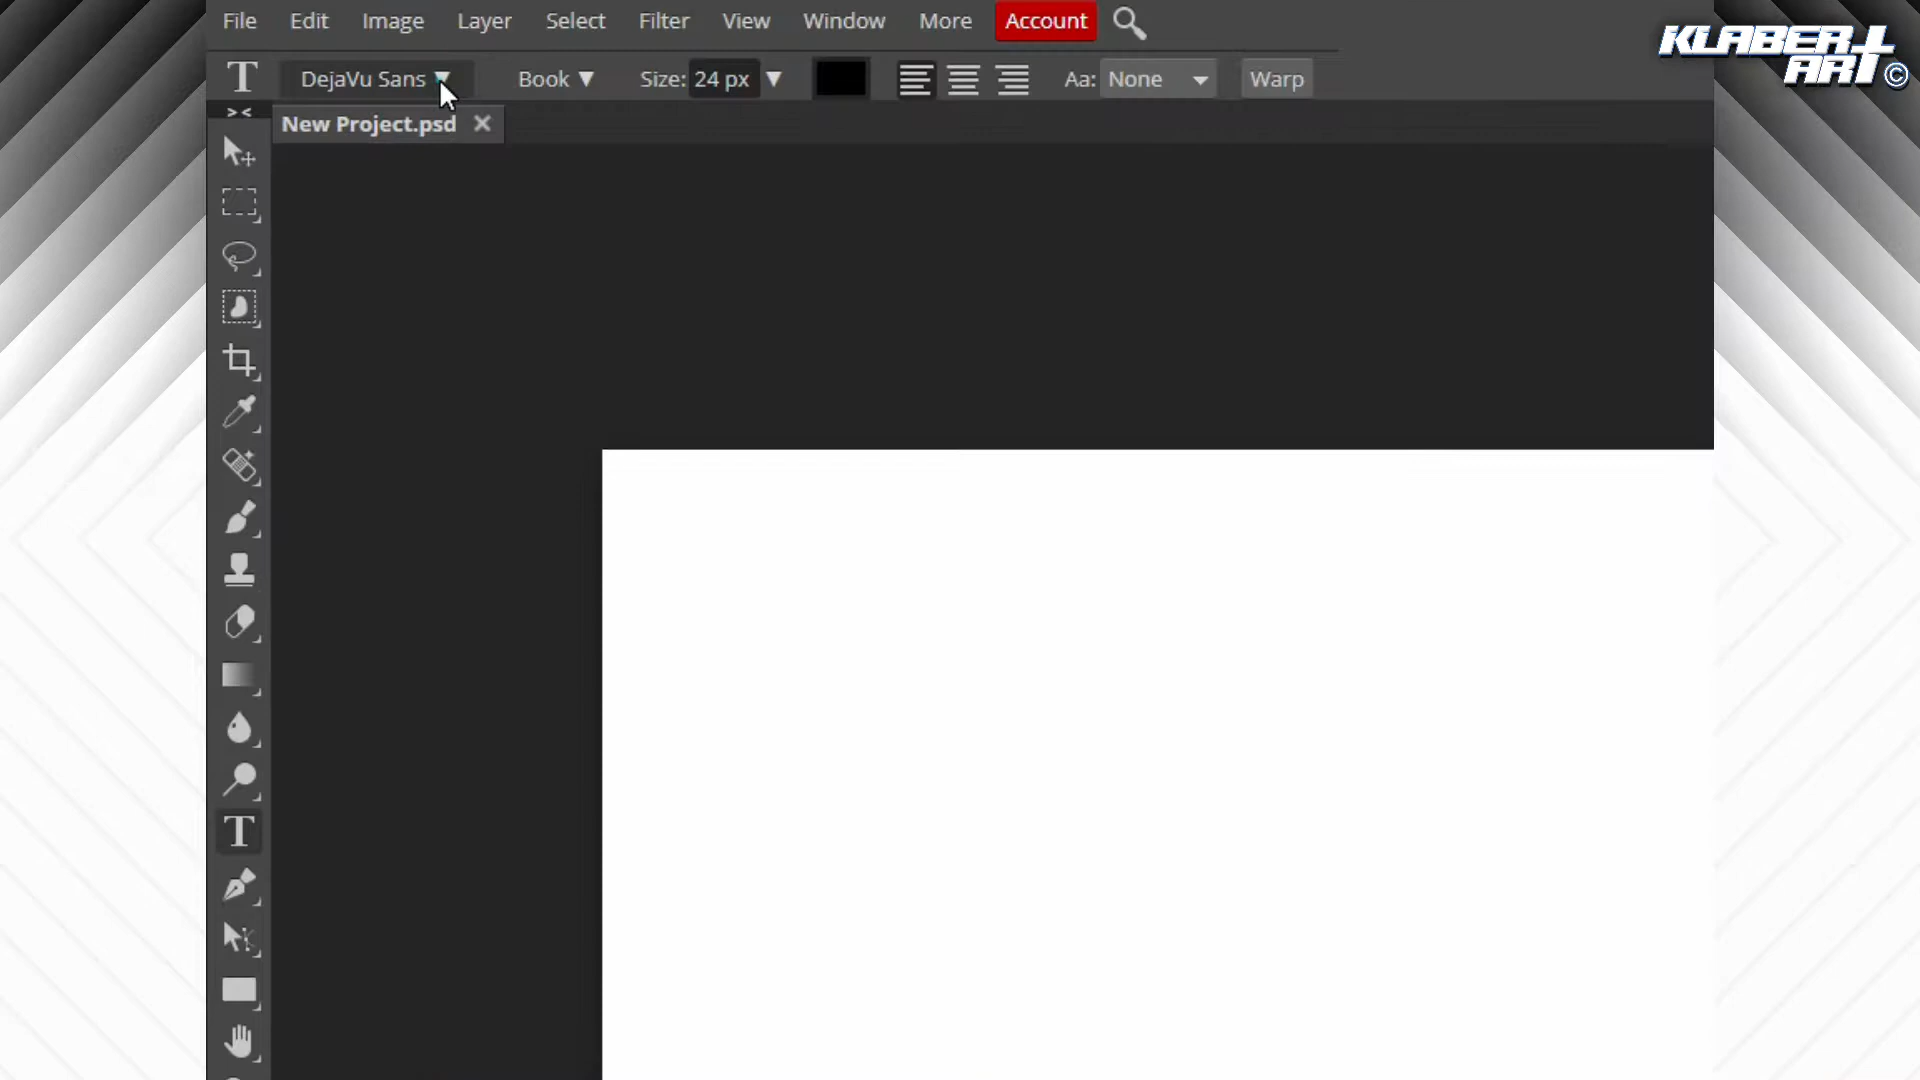 File Edit Image Layer Select Filter View Window More Account
KLABER
ART ©
T DejaVu Sans Book Size: 24 px Aa: None Warp
New Project.psd
T